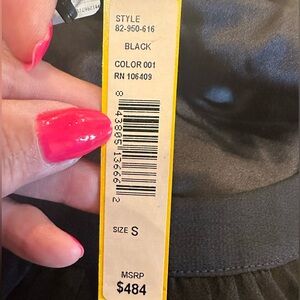 STYLE
82-950-616
BLACK
COLOR 001
RN 106409
8 43805 13666 2
SIZE S
MSRP
$484